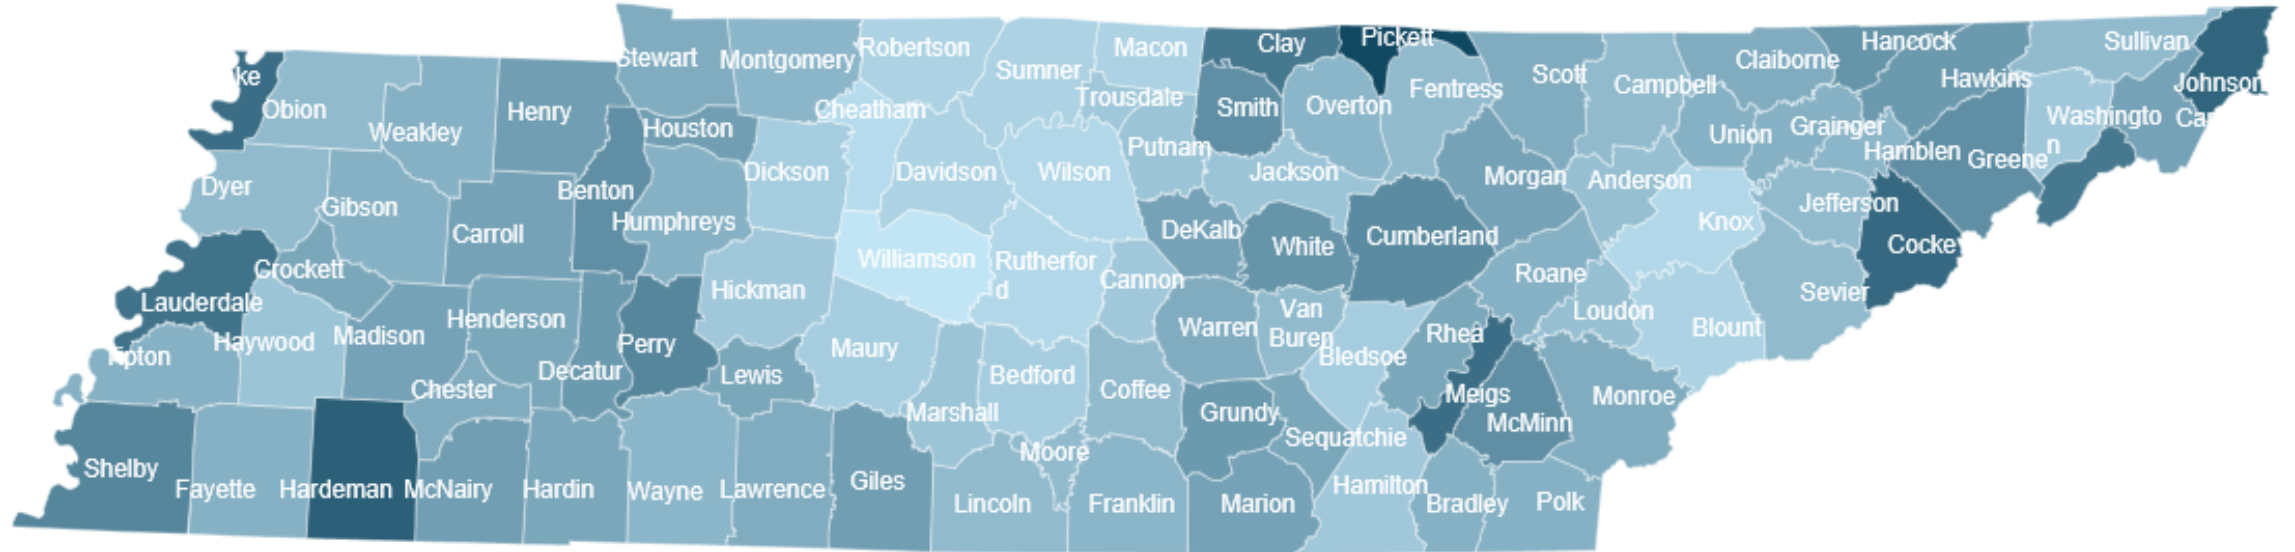 Stewart
Montgomery
Robertson
Sumner
Macon
Clay
Pickett
Scott
Campbell
Claiborne
Hancock
Hawkins
Sullivan
Johnson
ke
Obion
Weakley
Henry
Houston
Cheatham
Trousdale
Smith
Overton
Fentress
Union
Grainger
Hamblen
Greene
Washingto
n
Car
Dyer
Gibson
Carroll
Benton
Humphreys
Dickson
Davidson
Wilson
Putnam
Jackson
DeKalb
White
Cumberland
Morgan
Anderson
Knox
Jefferson
Cocke
Lauderdale
Crockett
Hickman
Williamson
Rutherfor
d
Cannon
Van
Buren
Warren
Roane
Loudon
Sevier
Blount
Tipton
Haywood
Madison
Henderson
Decatur
Perry
Lewis
Maury
Bedford
Coffee
Bledsoe
Rhea
Meigs
McMinn
Monroe
Chester
Marshall
Moore
Grundy
Sequatchie
Shelby
Fayette
Hardeman
McNairy
Hardin
Wayne
Lawrence
Giles
Lincoln
Franklin
Marion
Hamilton
Bradley
Polk